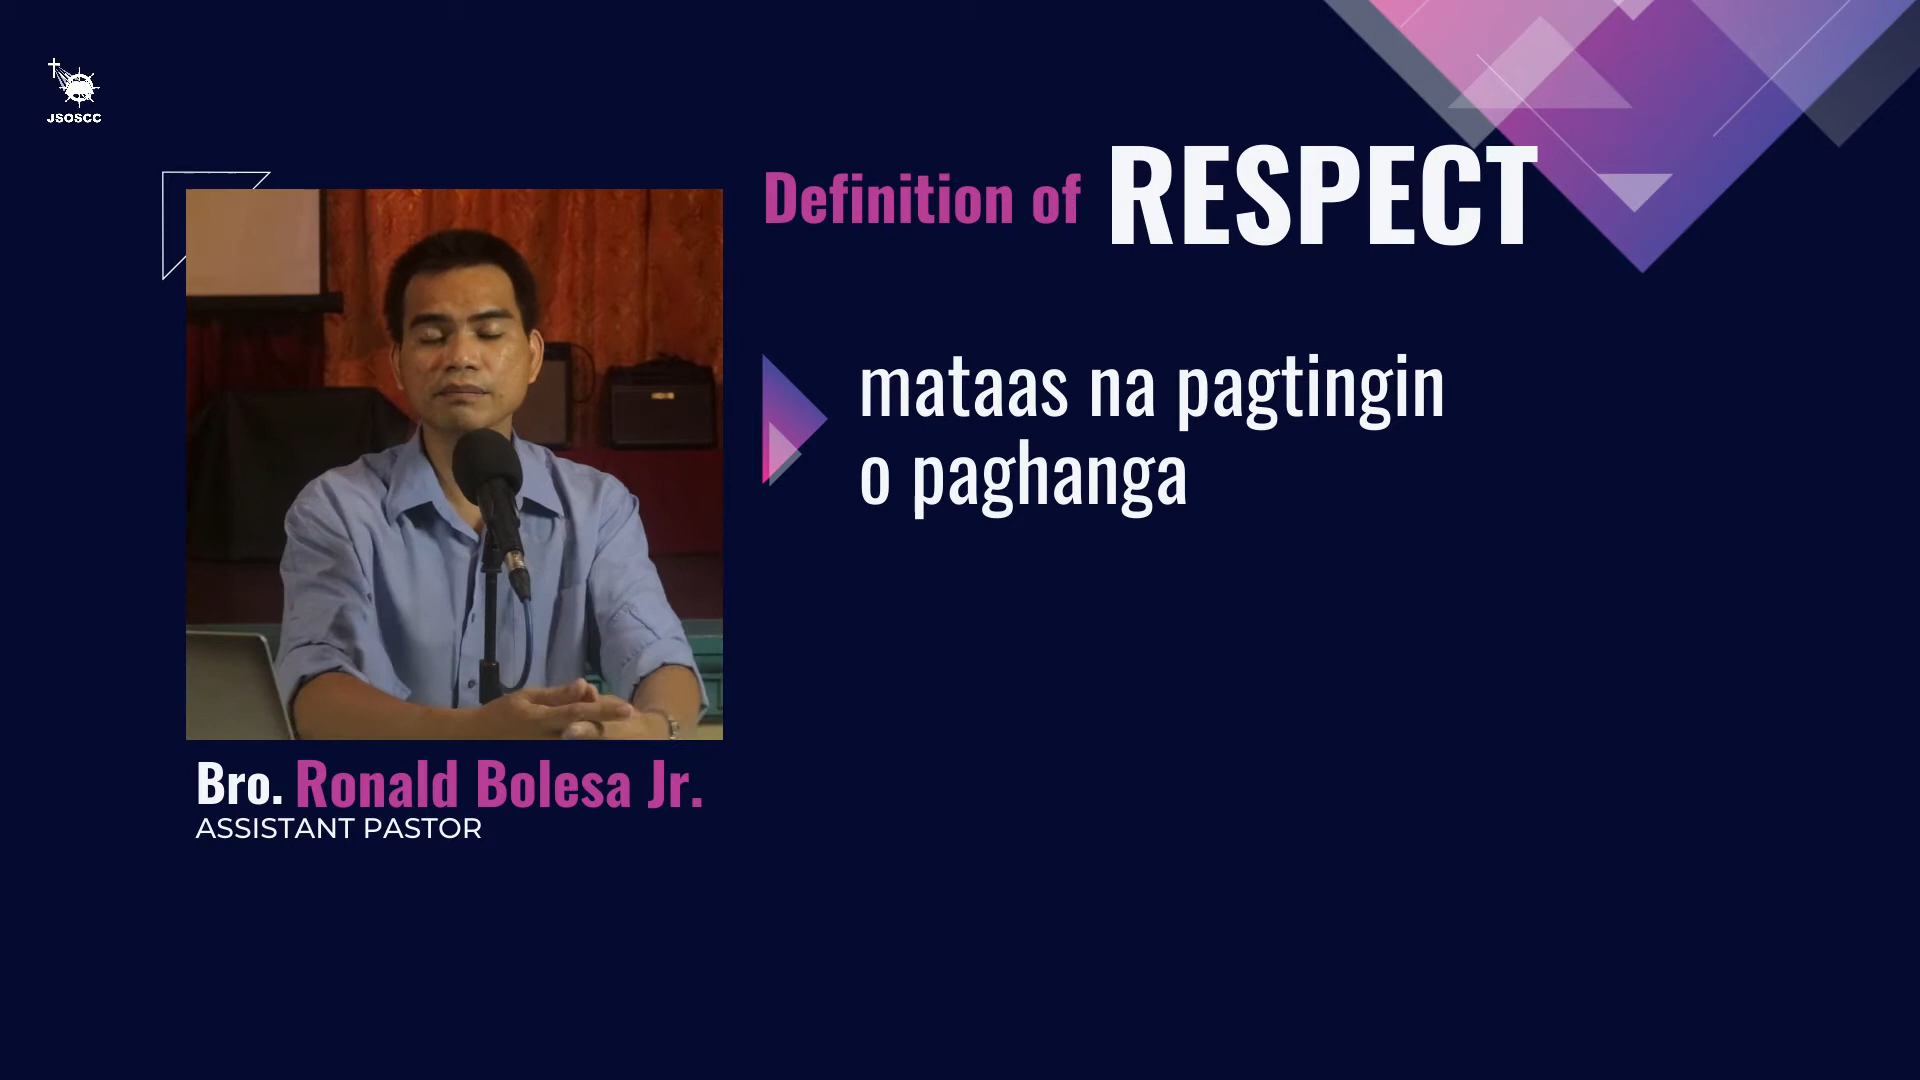 JSOSCC
Definition of RESPECT
mataas na pagtingin
o paghanga
Bro. Ronald Bolesa Jr.
ASSISTANT PASTOR